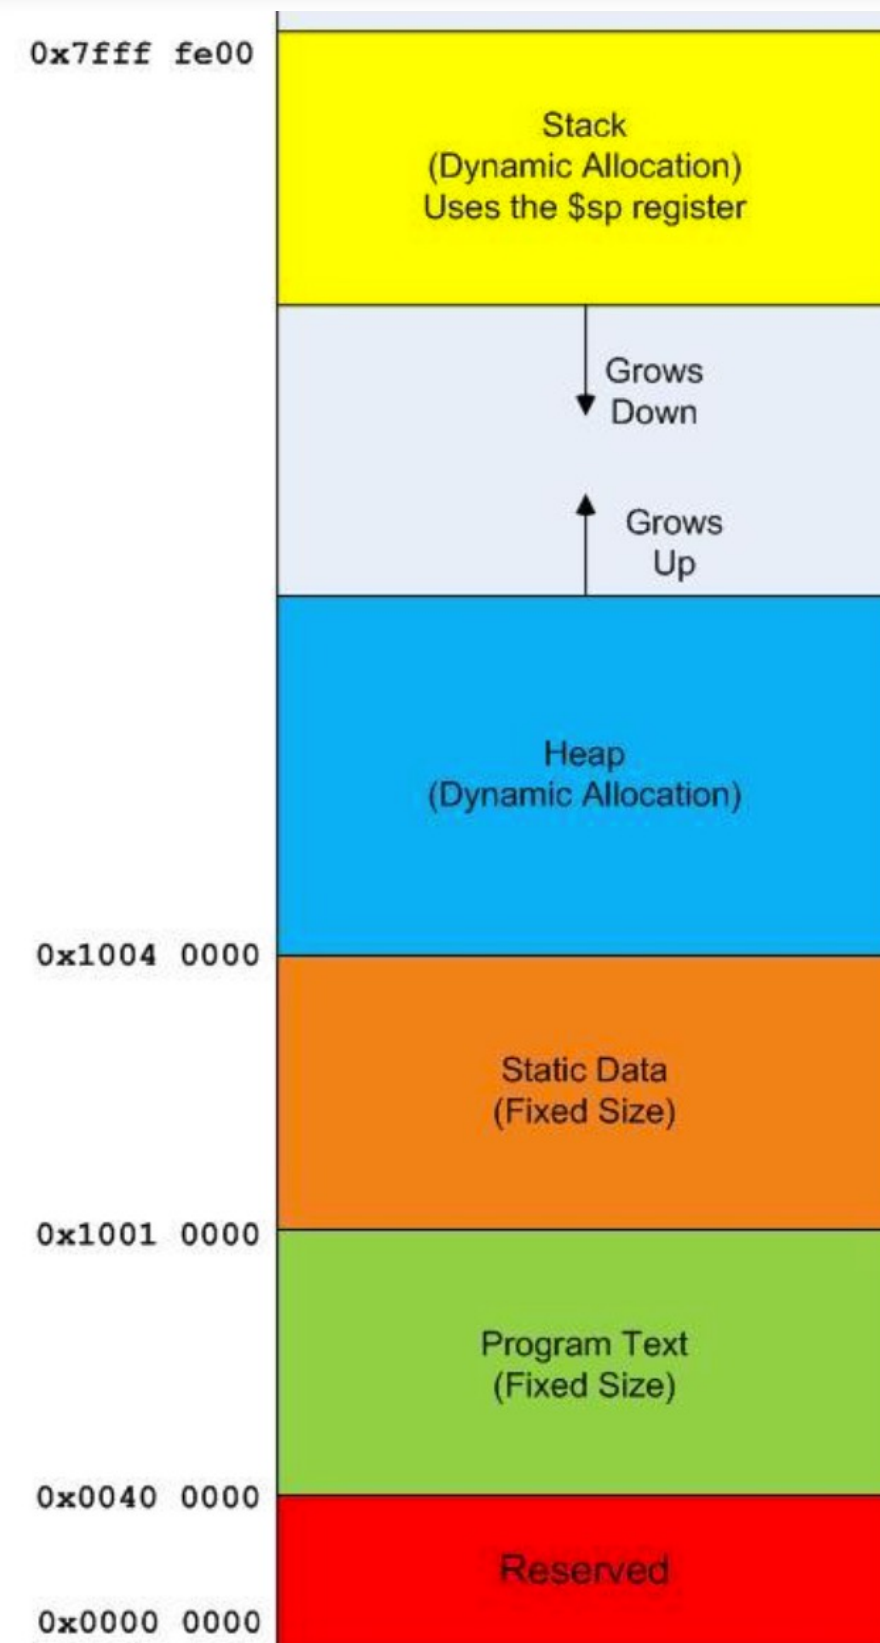 0x7fff fe00
Stack
(Dynamic Allocation)
Uses the $sp register
Grows
Down
Grows
Up
Heap
(Dynamic Allocation)
0x1004 0000
Static Data
(Fixed Size)
0x1001 0000
Program Text
(Fixed Size)
0x0040 0000
Reserved
0x0000 0000